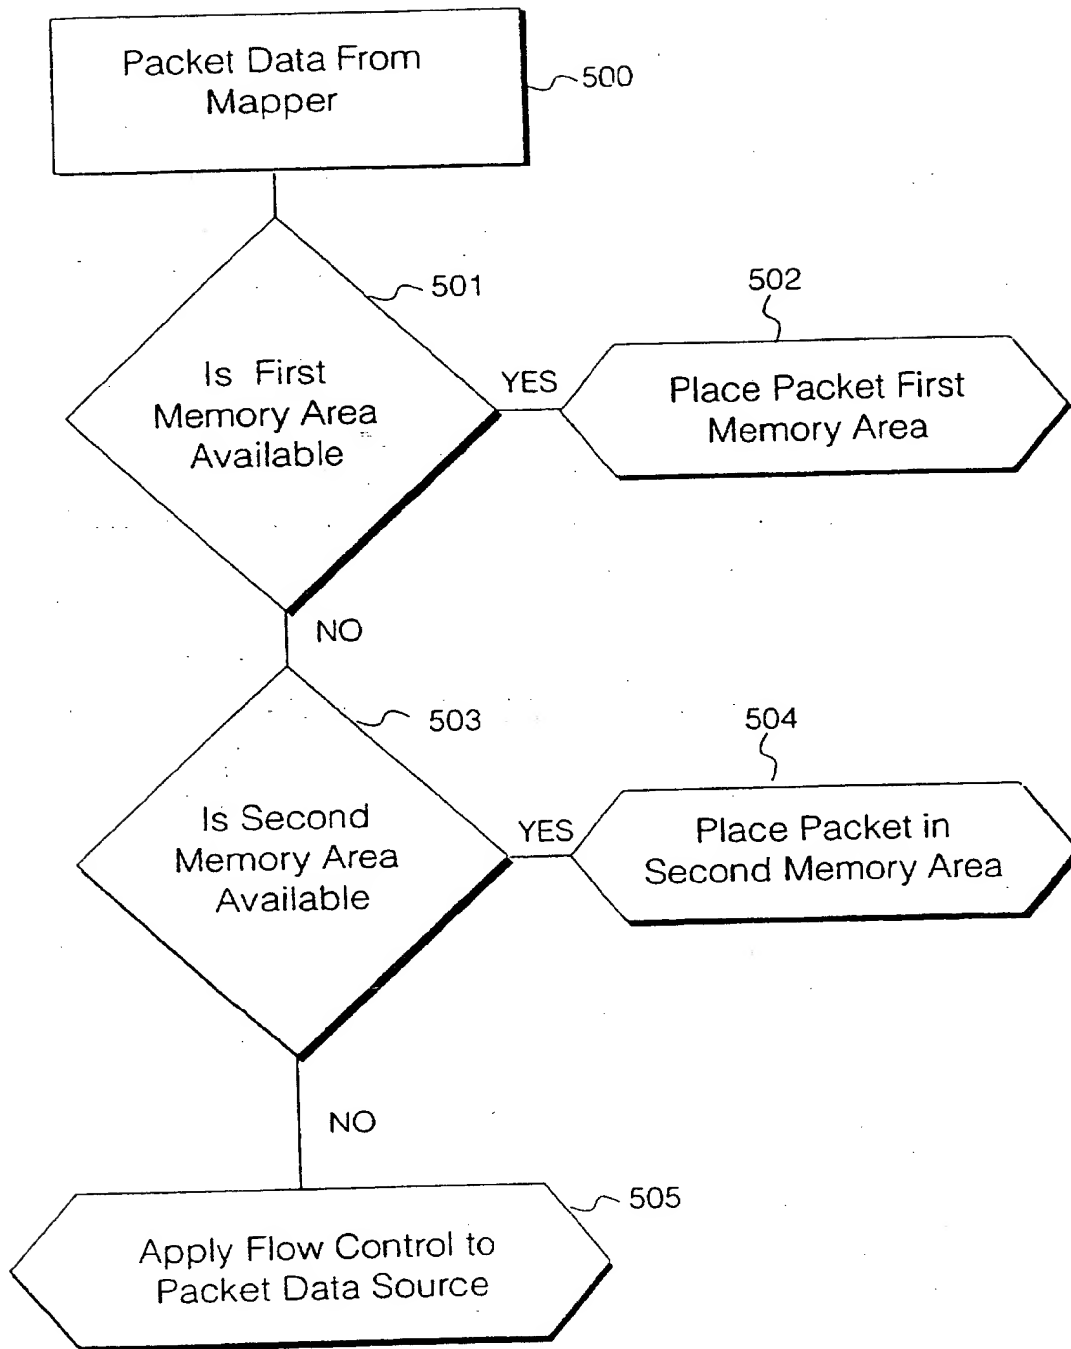 Packet Data From
Mapper
500
501
Is First
Memory Area
Available
YES
502
Place Packet First
Memory Area
NO
503
Is Second
Memory Area
Available
YES
504
Place Packet in
Second Memory Area
NO
505
Apply Flow Control to
Packet Data Source